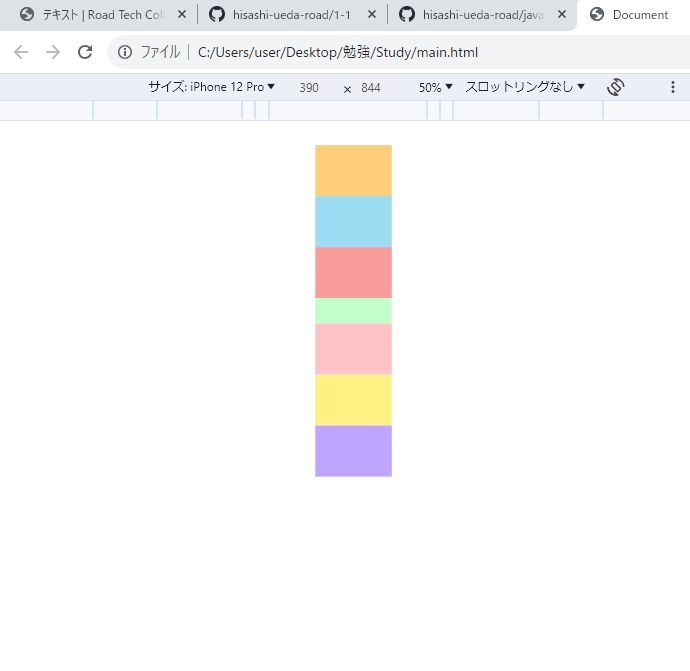 テキスト | Road Tech Coll
hisashi-ueda-road/1-1
hisashi-ueda-road/java
Document
ファイル C:/Users/user/Desktop/勉強/Study/main.html
サイズ: iPhone 12 Pro ▼ 390 × 844 50% ▼ スロットリングなし ▼